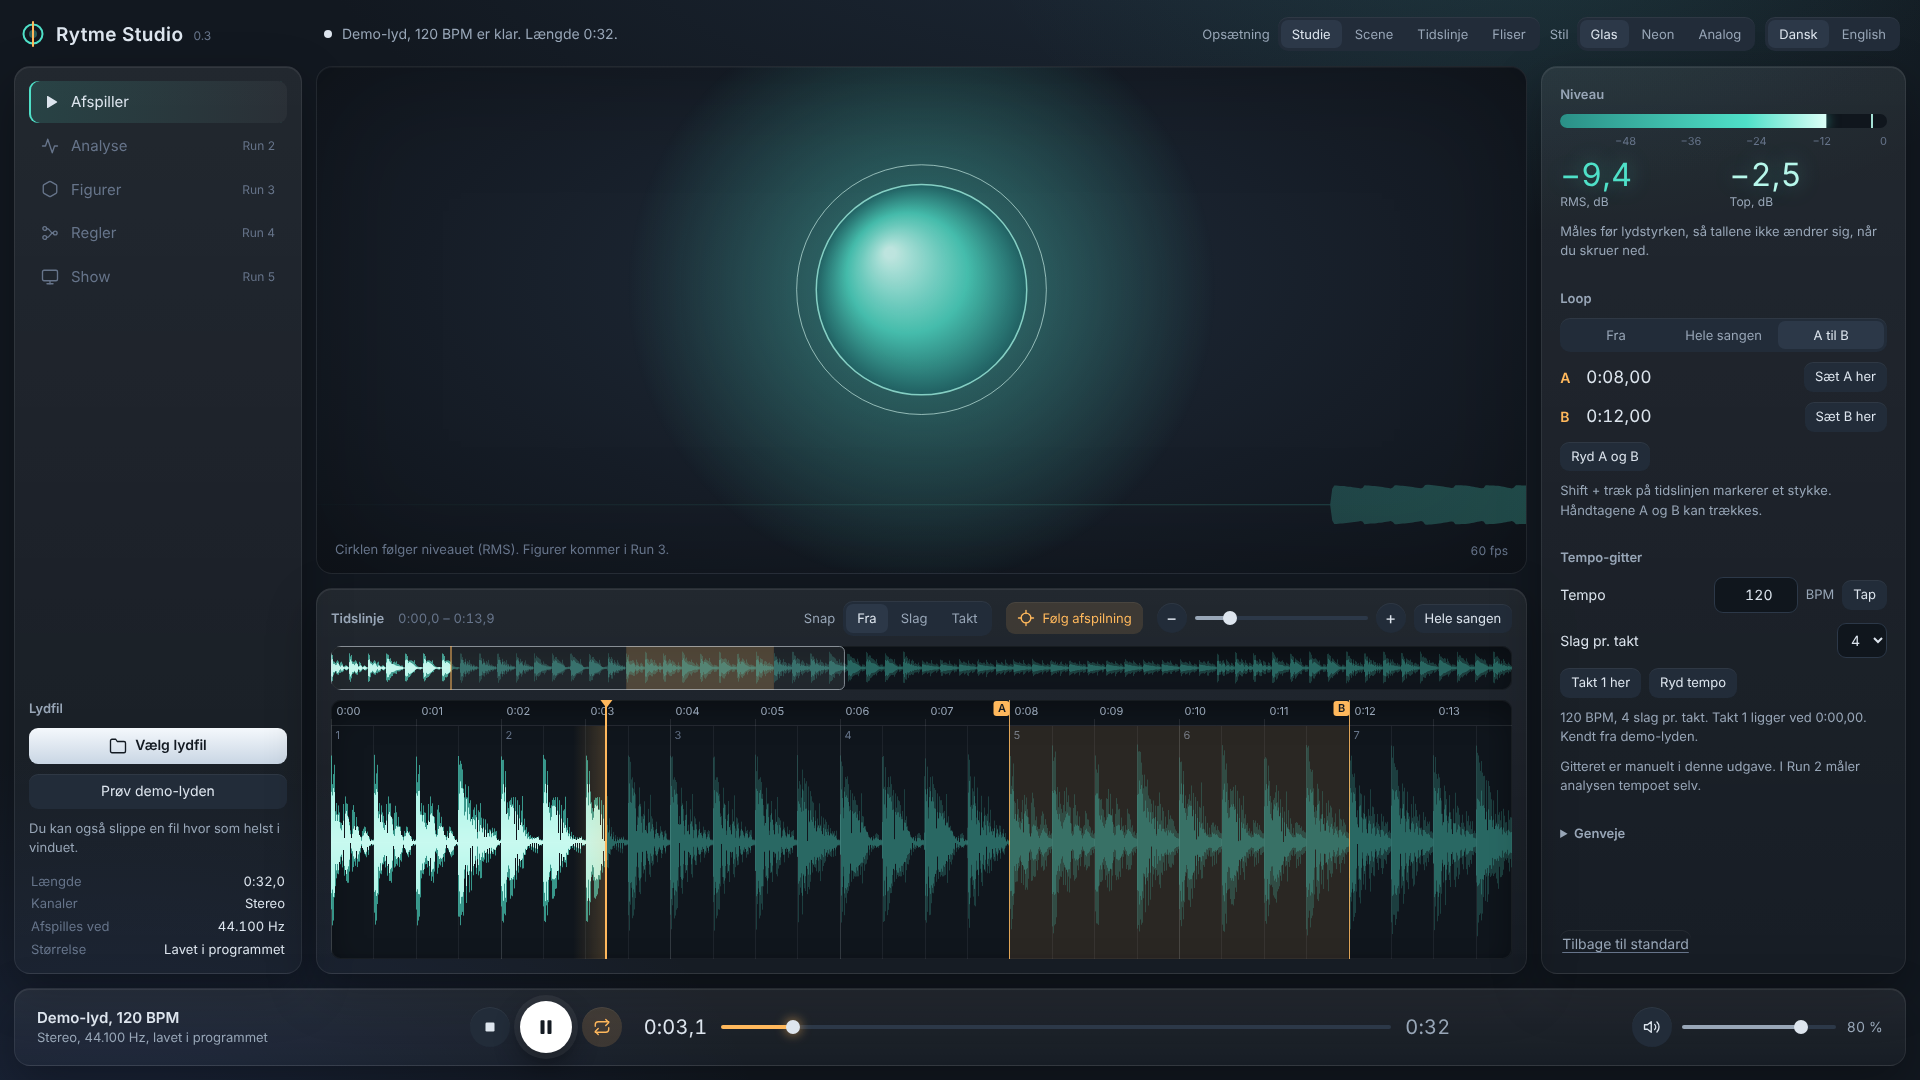 Rytme Studio 0.3
Demo-lyd, 120 BPM er klar. Længde 0:32.
Opsætning Studie Scene Tidslinje Fliser Stil Glas Neon Analog Dansk English
Afspiller
Analyse Run 2
Figurer Run 3
Regler Run 4
Show Run 5
Lydfil
Vælg lydfil
Prøv demo-lyden
Du kan også slippe en fil hvor som helst i
vinduet.
Længde 0:32,0
Kanaler Stereo
Afspilles ved 44.100 Hz
Størrelse Lavet i programmet
Cirklen følger niveauet (RMS). Figurer kommer i Run 3.
60 fps
Tidslinje 0:00,0 – 0:13,9
Snap Fra Slag Takt Følg afspilning − + Hele sangen
0:00 0:01 0:02 0:03 0:04 0:05 0:06 0:07 A 0:08 0:09 0:10 0:11 B 0:12 0:13
1 2 3 4 5 6 7
Niveau
−48 −36 −24 −12 0
−9,4 −2,5
RMS, dB Top, dB
Måles før lydstyrken, så tallene ikke ændrer sig, når
du skruer ned.
Loop
Fra Hele sangen A til B
A 0:08,00 Sæt A her
B 0:12,00 Sæt B her
Ryd A og B
Shift + træk på tidslinjen markerer et stykke.
Håndtagene A og B kan trækkes.
Tempo-gitter
Tempo 120 BPM Tap
Slag pr. takt 4
Takt 1 her Ryd tempo
120 BPM, 4 slag pr. takt. Takt 1 ligger ved 0:00,00.
Kendt fra demo-lyden.
Gitteret er manuelt i denne udgave. I Run 2 måler
analysen tempoet selv.
Genveje
Tilbage til standard
Demo-lyd, 120 BPM
Stereo, 44.100 Hz, lavet i programmet
0:03,1 0:32 80 %